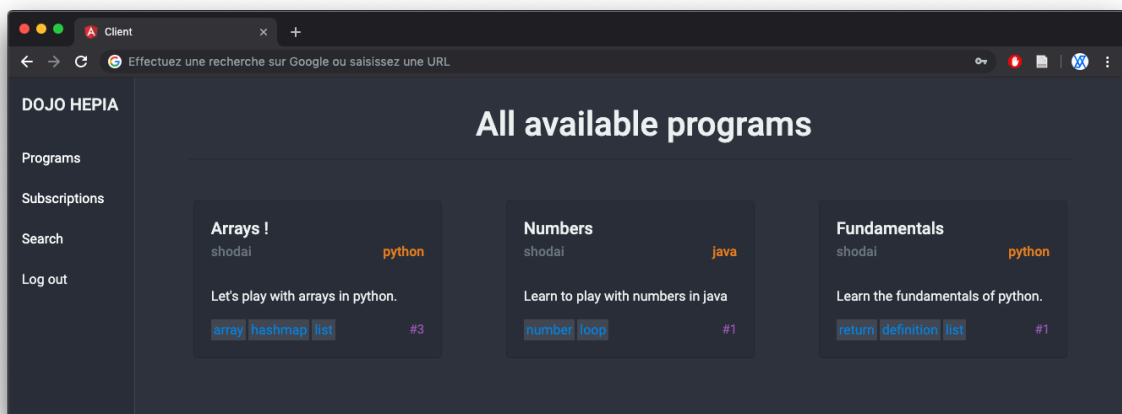 Client
Effectuez une recherche sur Google ou saisissez une URL
DOJO HEPIA
Programs
Subscriptions
Search
Log out
All available programs
Arrays !
shodai python
Let's play with arrays in python.
array hashmap list #3
Numbers
shodai java
Learn to play with numbers in java
number loop #1
Fundamentals
shodai python
Learn the fundamentals of python.
return definition list #1